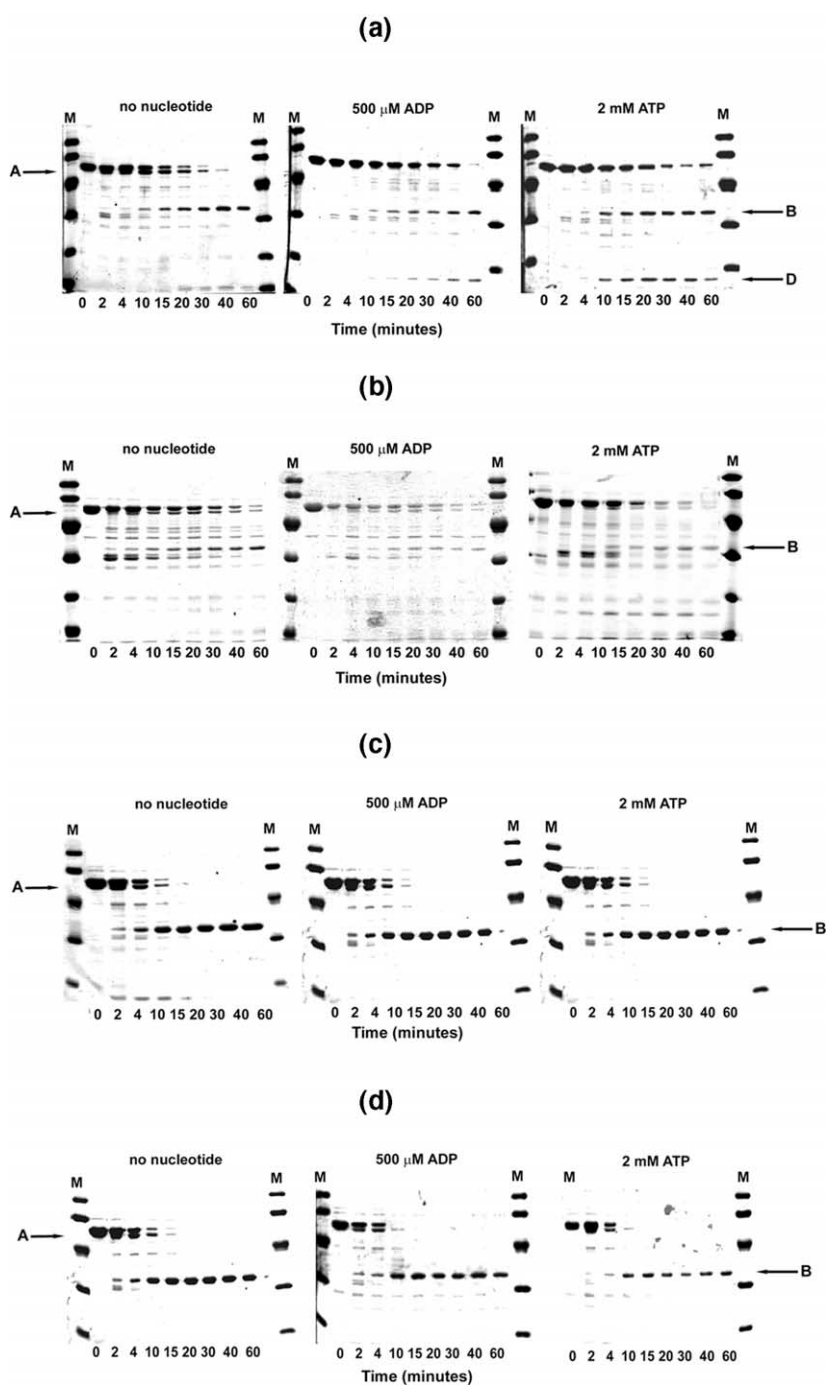 (a)
no nucleotide 500 μM ADP 2 mM ATP
M M M M M
A
B
D
0 2 4 10 15 20 30 40 60 0 2 4 10 15 20 30 40 60 0 2 4 10 15 20 30 40 60
Time (minutes)
(b)
no nucleotide 500 μM ADP 2 mM ATP
M M M M
A
B
0 2 4 10 15 20 30 40 60 0 2 4 10 15 20 30 40 60 0 2 4 10 15 20 30 40 60
Time (minutes)
(c)
no nucleotide 500 μM ADP 2 mM ATP
M M M M M
A
B
0 2 4 10 15 20 30 40 60 0 2 4 10 15 20 30 40 60 0 2 4 10 15 20 30 40 60
Time (minutes)
(d)
no nucleotide 500 μM ADP 2 mM ATP
M M M M M M
A
B
0 2 4 10 15 20 30 40 60 0 2 4 10 15 20 30 40 60 0 2 4 10 15 20 30 40 60
Time (minutes)